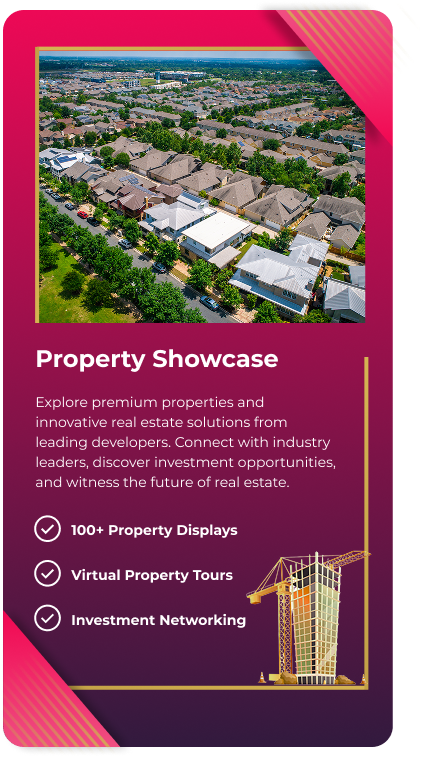 Property Showcase
Explore premium properties and
innovative real estate solutions from
leading developers. Connect with industry
leaders, discover investment opportunities,
and witness the future of real estate.
100+ Property Displays
Virtual Property Tours
Investment Networking